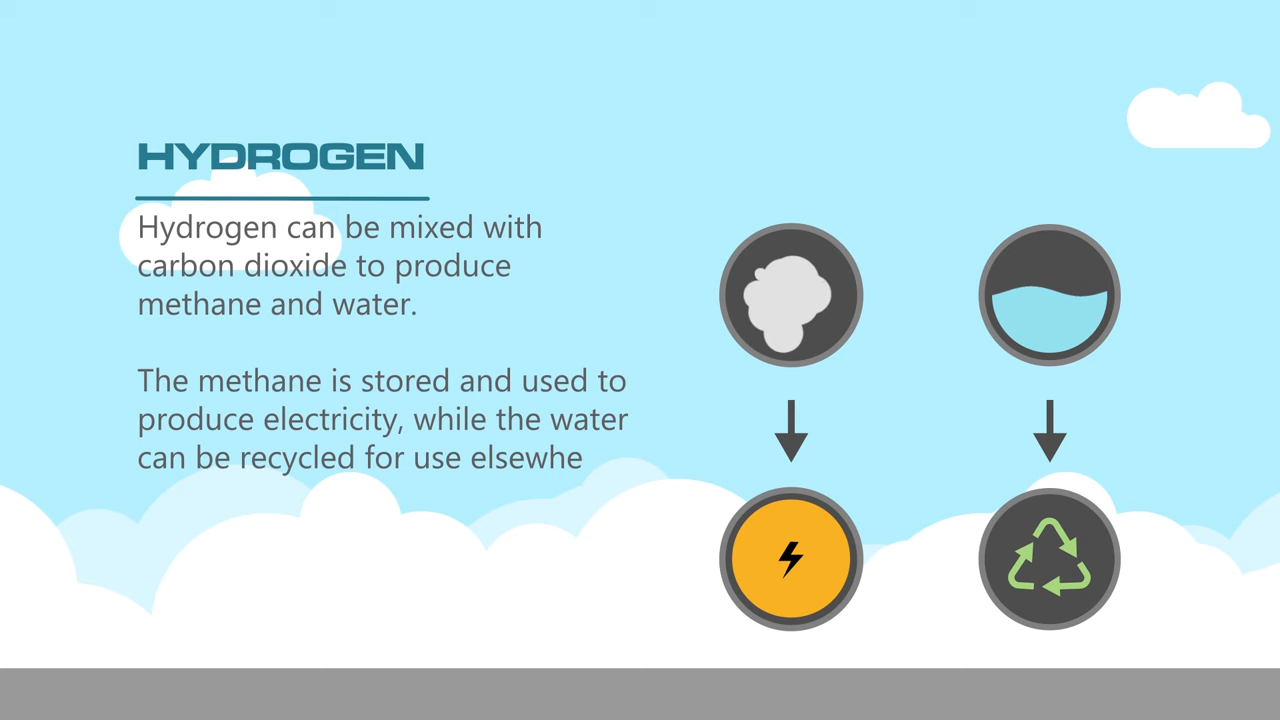 HYDROGEN
Hydrogen can be mixed with
carbon dioxide to produce
methane and water.
The methane is stored and used to
produce electricity, while the water
can be recycled for use elsewhe